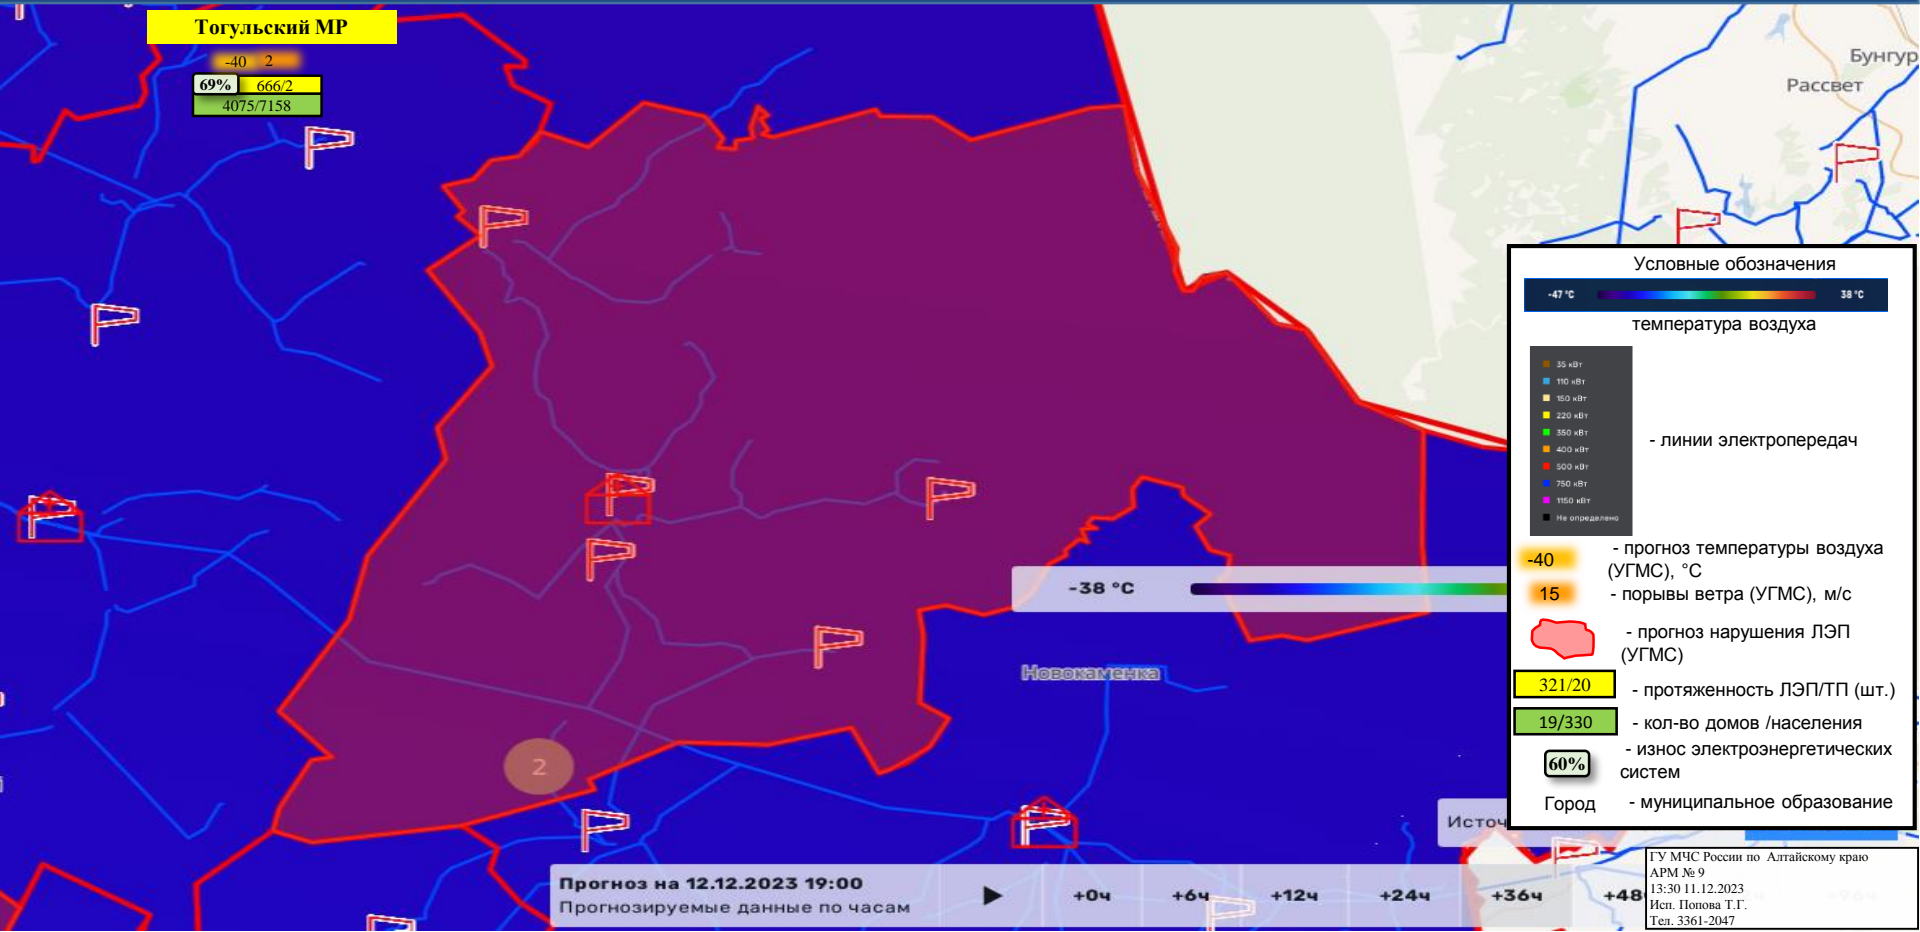 Тогульский МР
-40 2
69% 666/2
4075/7158
Бунгур
Рассвет
Условные обозначения
-47 °C 38 °C
температура воздуха
35 кВт
110 кВт
150 кВт
220 кВт
350 кВт
400 кВт
500 кВт
750 кВт
1150 кВт
Не определено
- линии электропередач
-40 - прогноз температуры воздуха
(УГМС), °С
15 - порывы ветра (УГМС), м/с
- прогноз нарушения ЛЭП
(УГМС)
321/20 - протяженность ЛЭП/ТП (шт.)
19/330 - кол-во домов /населения
60% - износ электроэнергетических
систем
Город - муниципальное образование
-38 °C
Новокаменка
2
Источ
Прогноз на 12.12.2023 19:00
Прогнозируемые данные по часам
+0ч +6ч +12ч +24ч +36ч +48
ГУ МЧС России по Алтайскому краю
АРМ № 9
13:30 11.12.2023
Исп. Попова Т.Г.
Тел. 3361-2047